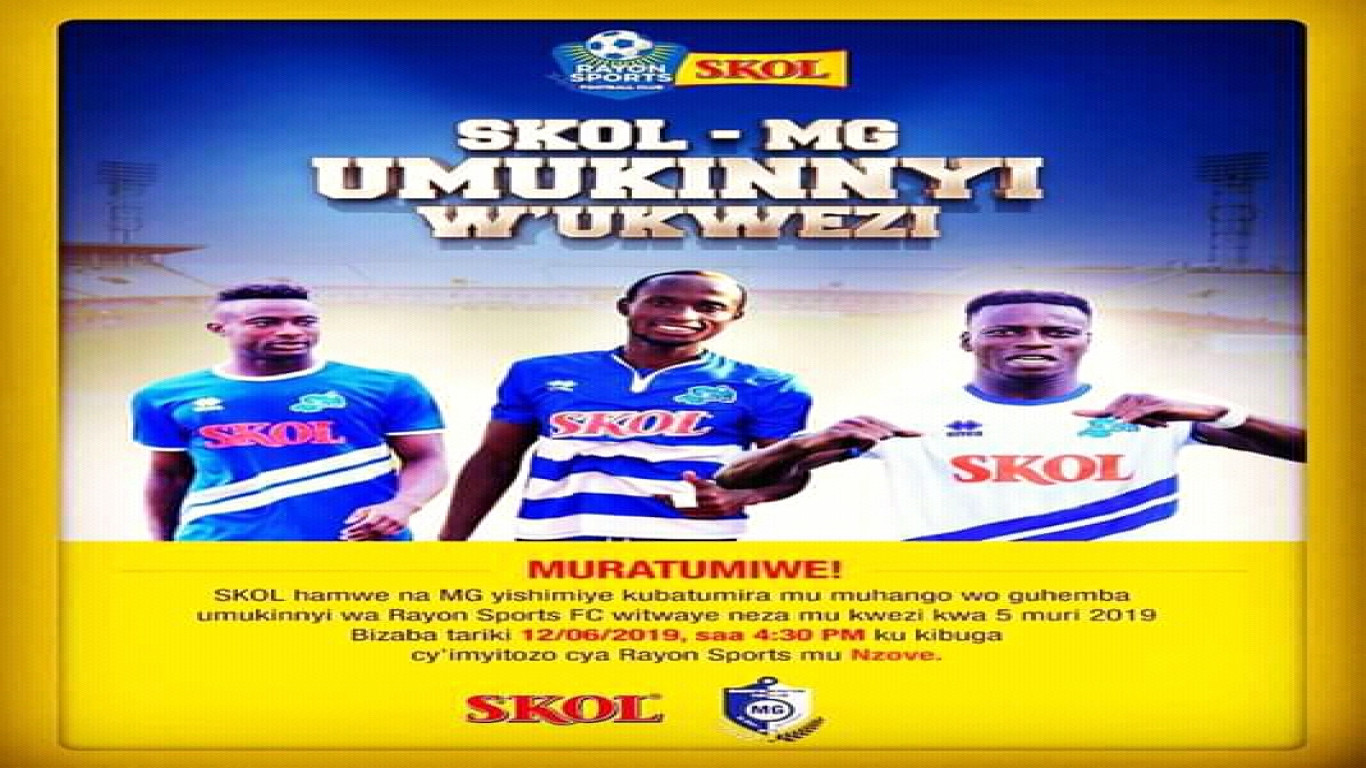 RAYON
SPORTS
FOOTBALL CLUB
SKOL
SKOL - MG
UMUKINNYI
W'UKWEZI
SKOL
SKOL
SKOL
MURATUMIWE!
SKOL hamwe na MG yishimiye kubatumira mu muhango wo guhemba
umukinnyi wa Rayon Sports FC witwaye neza mu kwezi kwa 5 muri 2019
Bizaba tariki 12/06/2019, saa 4:30 PM ku kibuga
cy'imyitozo cya Rayon Sports mu Nzove.
SKOL
MG